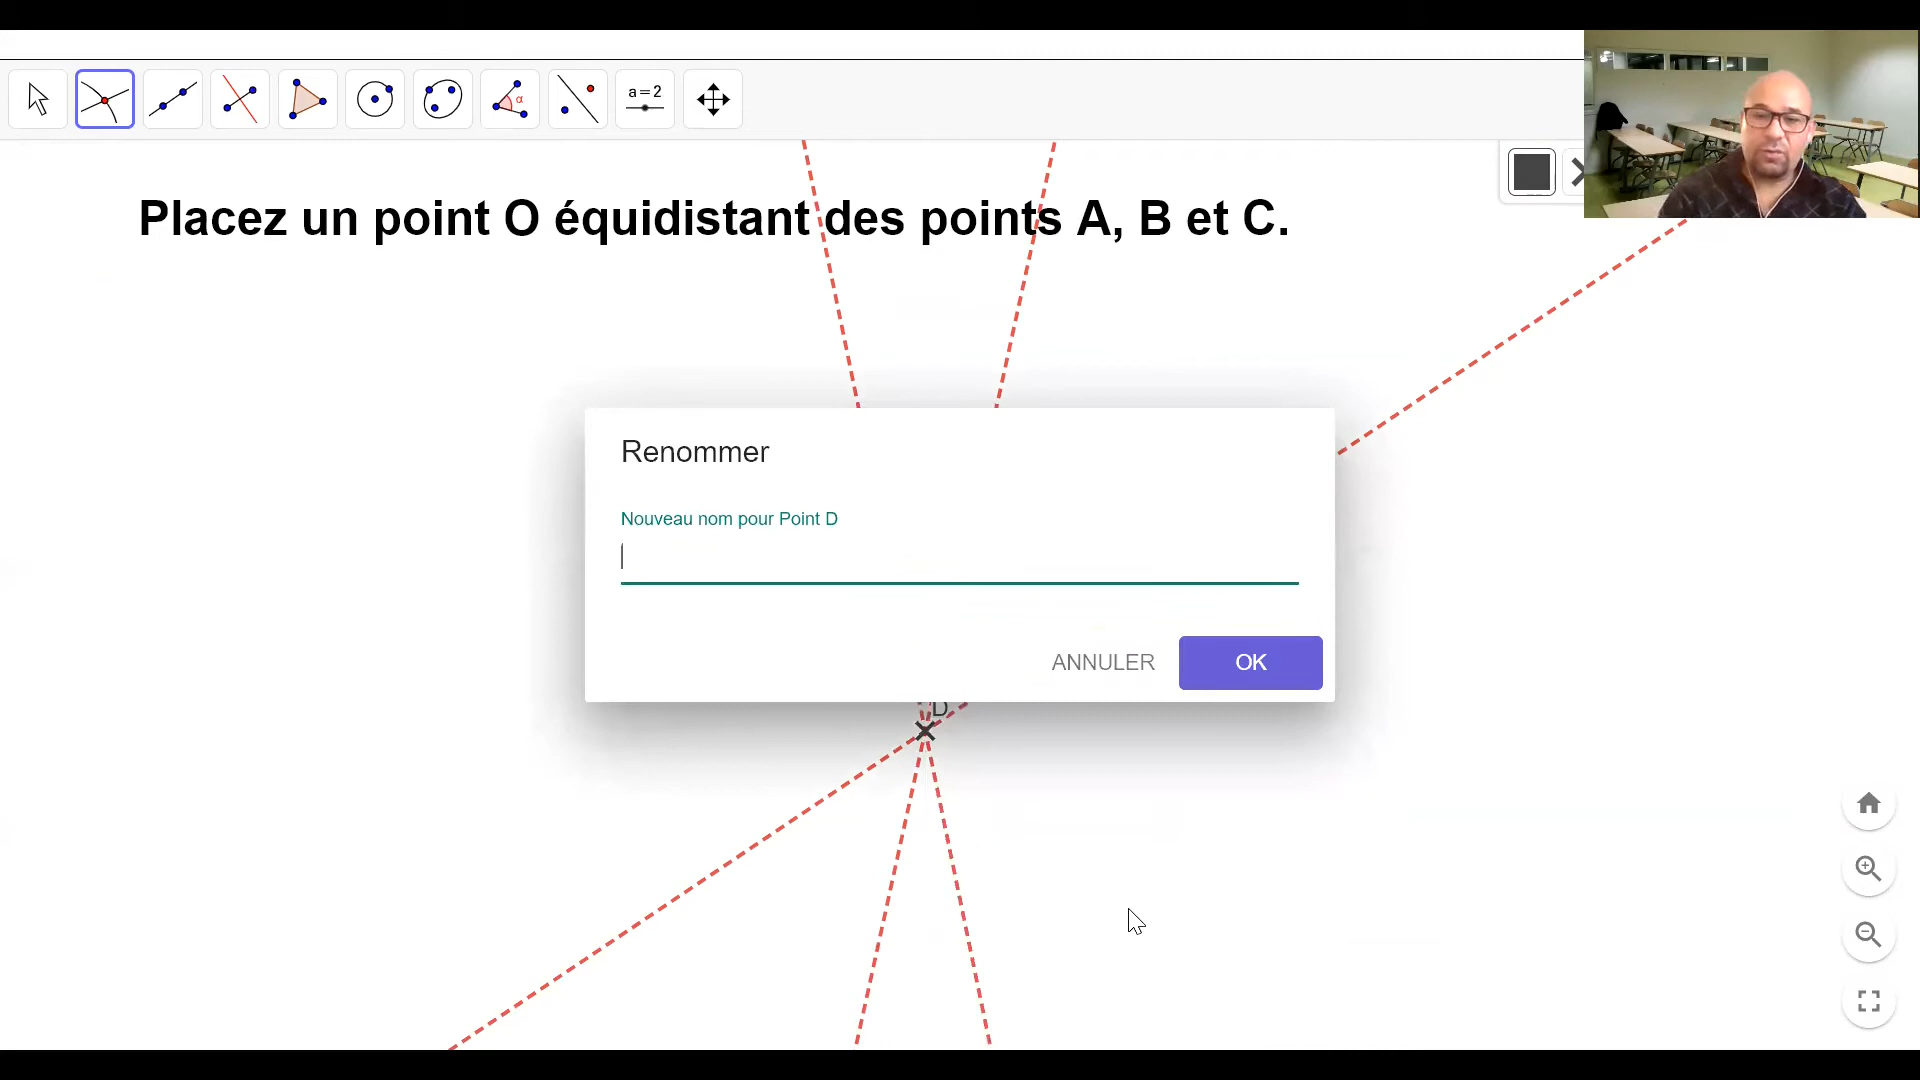 α
a=2
Placez un point O équidistant des points A, B et C.
Renommer
Nouveau nom pour Point D
ANNULER
OK
D